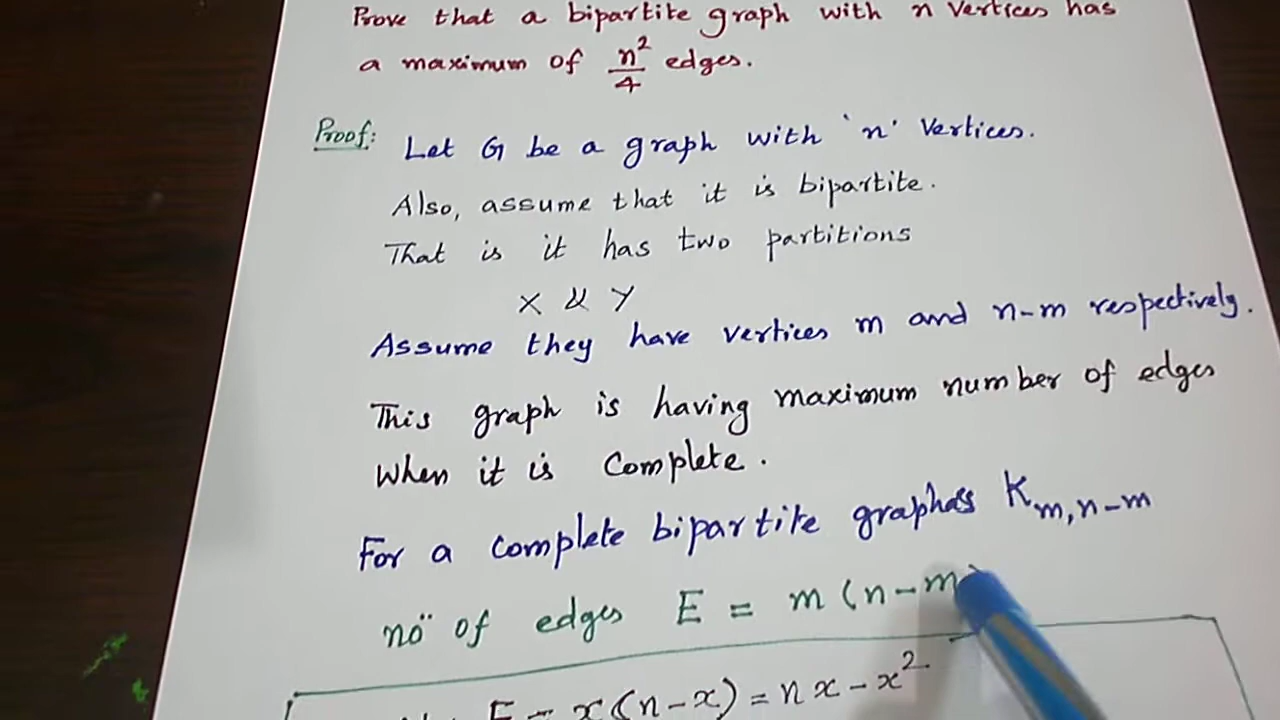 Prove that a bipartite graph with n vertices has
a maximum of n²/4 edges.
Proof: Let G be a graph with 'n' vertices.
Also, assume that it is bipartite.
That is it has two partitions
X & Y
Assume they have vertices m and n-m respectively.
This graph is having maximum number of edges
when it is complete.
For a complete bipartite graph K_{m,n-m}
no of edges E = m(n-m)
E = x(n-x) = nx - x²